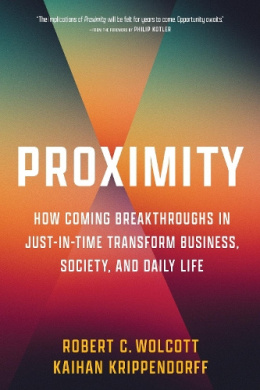 "The implications of Proximity will be felt for years to come. Opportunity awaits."
—FROM THE FOREWORD BY PHILIP KOTLER
PROXIMITY
HOW COMING BREAKTHROUGHS IN
JUST-IN-TIME TRANSFORM BUSINESS,
SOCIETY, AND DAILY LIFE
ROBERT C. WOLCOTT
KAIHAN KRIPPENDORFF